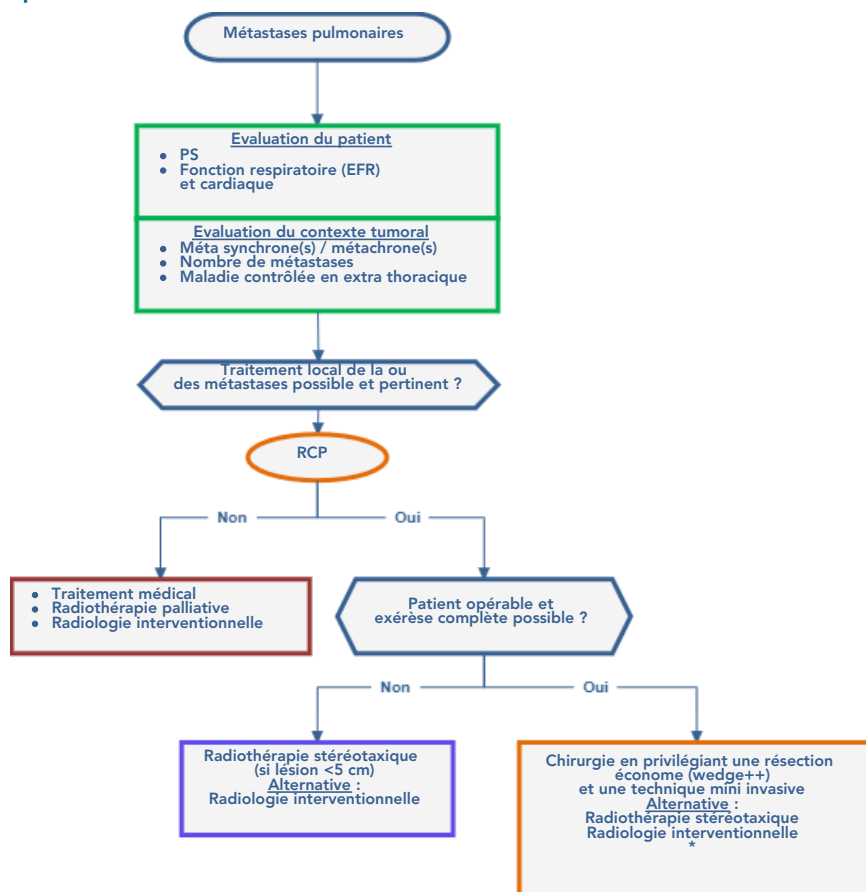 Métastases pulmonaires
Evaluation du patient
• PS
• Fonction respiratoire (EFR)
et cardiaque
Evaluation du contexte tumoral
• Méta synchrone(s) / métachrone(s)
• Nombre de métastases
• Maladie contrôlée en extra thoracique
Traitement local de la ou
des métastases possible et pertinent ?
RCP
Non
Oui
• Traitement médical
• Radiothérapie palliative
• Radiologie interventionnelle
Patient opérable et
exérèse complète possible ?
Non
Oui
Radiothérapie stéréotaxique
(si lésion <5 cm)
Alternative :
Radiologie interventionnelle
Chirurgie en privilégiant une résection
économe (wedge++)
et une technique mini invasive
Alternative :
Radiothérapie stéréotaxique
Radiologie interventionnelle
*